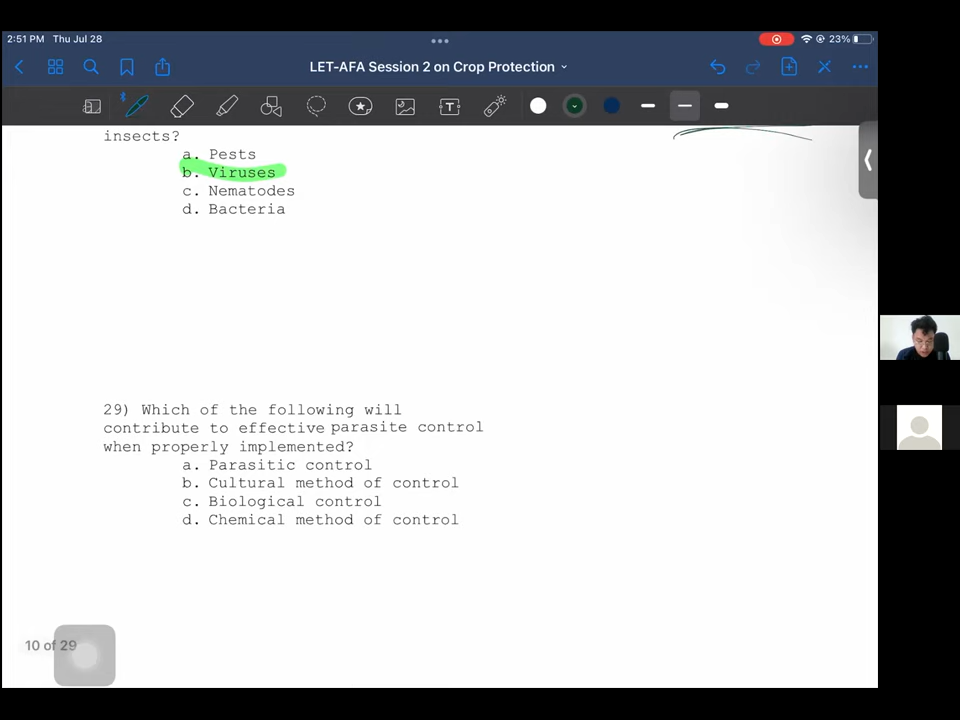 2:51 PM Thu Jul 28
23%
LET-AFA Session 2 on Crop Protection
T
insects?
a. Pests
b. Viruses
c. Nematodes
d. Bacteria
29) Which of the following will
contribute to effective parasite control
when properly implemented?
a. Parasitic control
b. Cultural method of control
c. Biological control
d. Chemical method of control
10 of 29